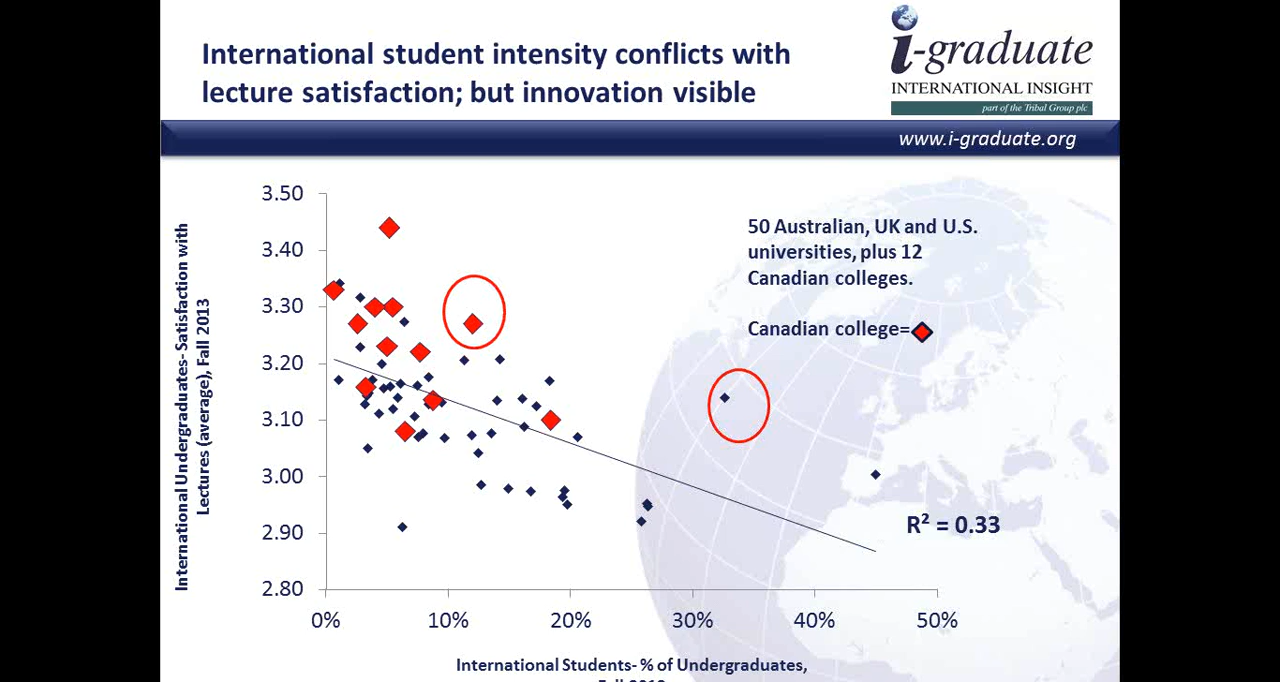 International student intensity conflicts with
lecture satisfaction; but innovation visible
i-graduate
INTERNATIONAL INSIGHT
part of the Tribal Group plc
www.i-graduate.org
International Undergraduates- Satisfaction with
Lectures (average), Fall 2013
3.50
3.40
3.30
3.20
3.10
3.00
2.90
2.80
50 Australian, UK and U.S.
universities, plus 12
Canadian colleges.
Canadian college=
R² = 0.33
0% 10% 20% 30% 40% 50%
International Students- % of Undergraduates,